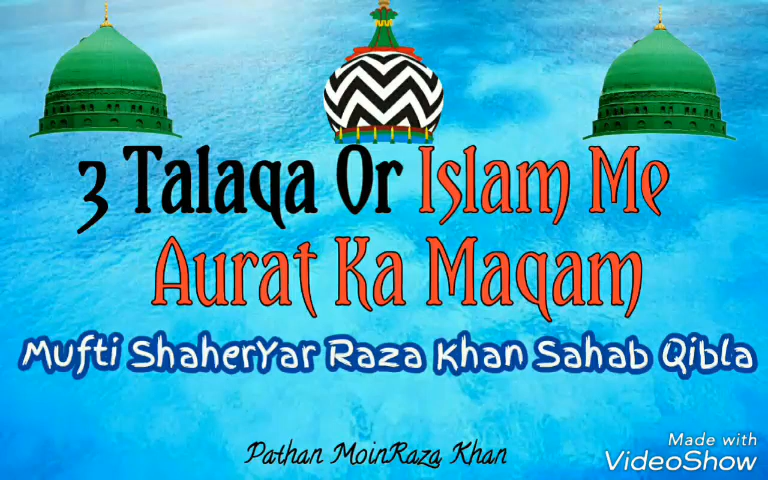 3 Talaqa Or Islam Me
Aurat Ka Maqam
Mufti ShaherYar Raza Khan Sahab Qibla
Pathan MoinRaza Khan
Made with
VideoShow